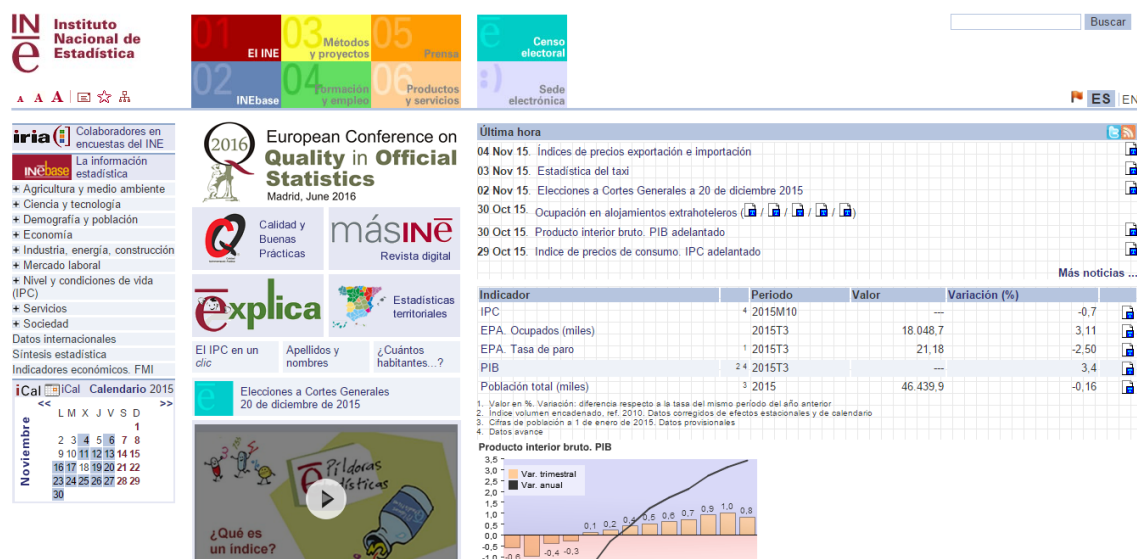 INe Instituto
Nacional de
Estadística
A A A
01 El INE
03 Métodos
y proyectos
05 Prensa
02 INEbase
04 Formación
y empleo
06 Productos
y servicios
ē Censo
electoral
:) Sede
electrónica
Buscar
ES EN
iria Colaboradores en
encuestas del INE
INēbase La información
estadística
+ Agricultura y medio ambiente
+ Ciencia y tecnología
+ Demografía y población
+ Economía
+ Industria, energía, construcción
+ Mercado laboral
+ Nivel y condiciones de vida
(IPC)
+ Servicios
+ Sociedad
Datos internacionales
Síntesis estadística
Indicadores económicos. FMI
iCal iCal Calendario 2015
<< >>
Noviembre
L M X J V S D
1
2 3 4 5 6 7 8
9 10 11 12 13 14 15
16 17 18 19 20 21 22
23 24 25 26 27 28 29
30
2016
European Conference on
Quality in Official
Statistics
Madrid, June 2016
Calidad y
Buenas
Prácticas
másINē
Revista digital
ēxplica
Estadísticas
territoriales
El IPC en un
clic
Apellidos y
nombres
¿Cuántos
habitantes...?
ē Elecciones a Cortes Generales
20 de diciembre de 2015
Píldoras
ēdísticas
¿Qué es
un índice?
Última hora
04 Nov 15. Índices de precios exportación e importación
03 Nov 15. Estadística del taxi
02 Nov 15. Elecciones a Cortes Generales a 20 de diciembre 2015
30 Oct 15. Ocupación en alojamientos extrahoteleros ( / / / / )
30 Oct 15. Producto interior bruto. PIB adelantado
29 Oct 15. Indice de precios de consumo. IPC adelantado
Más noticias ...
Indicador Periodo Valor Variación (%)
IPC 4 2015M10 --- -0,7
EPA. Ocupados (miles) 2015T3 18.048,7 3,11
EPA. Tasa de paro 1 2015T3 21,18 -2,50
PIB 2 4 2015T3 --- 3,4
Población total (miles) 3 2015 46.439,9 -0,16
1. Valor en %. Variación: diferencia respecto a la tasa del mismo período del año anterior
2. Índice volumen encadenado, ref. 2010. Datos corregidos de efectos estacionales y de calendario
3. Cifras de población a 1 de enero de 2015. Datos provisionales
4. Datos avance
Producto interior bruto. PIB
Var. trimestral
Var. anual
3,5
3,0
2,5
2,0
1,5
1,0
0,5
0,0
-0,5
-1,0
-0,6 -0,4 -0,3 0,1 0,2 0,4 0,5 0,6 0,7 0,9 1,0 0,8